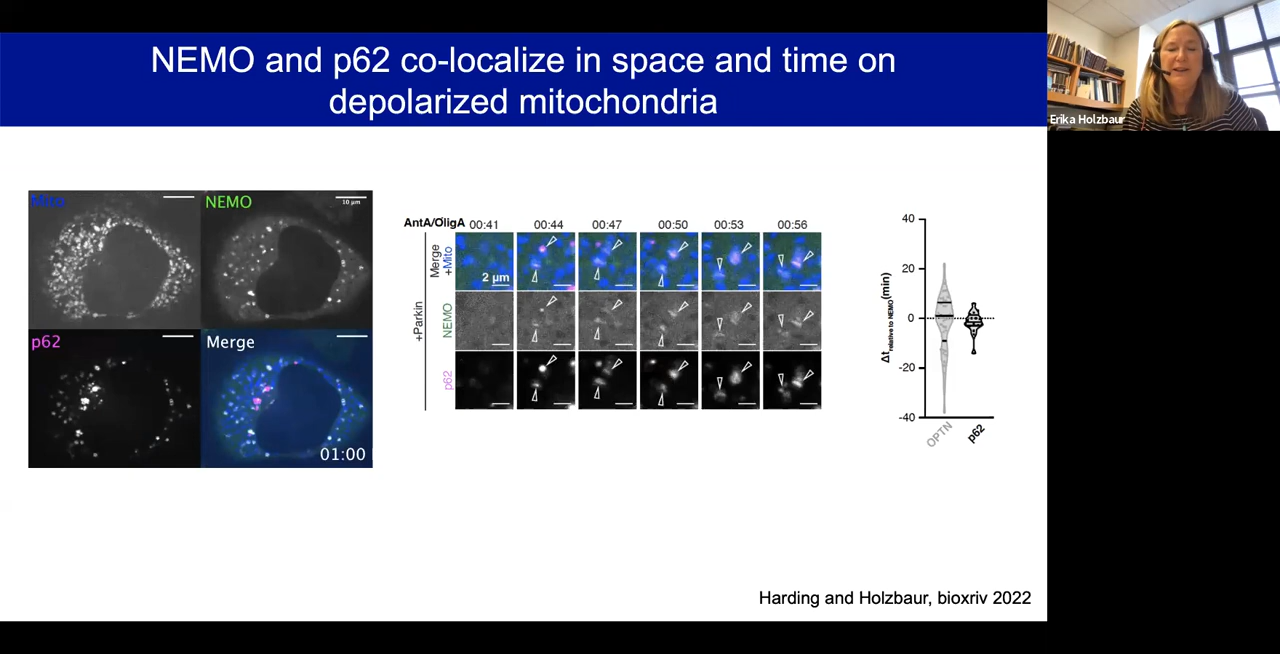 NEMO and p62 co-localize in space and time on
depolarized mitochondria
Erika Holzbaur
Mito
NEMO
10 µm
p62
Merge
01:00
AntA/OligA 00:41 00:44 00:47 00:50 00:53 00:56
+Parkin
Merge
+Mito
2 µm
NEMO
p62
40
20
0
-20
-40
Δt relative to NEMO (min)
OPTN
p62
Harding and Holzbaur, bioxriv 2022